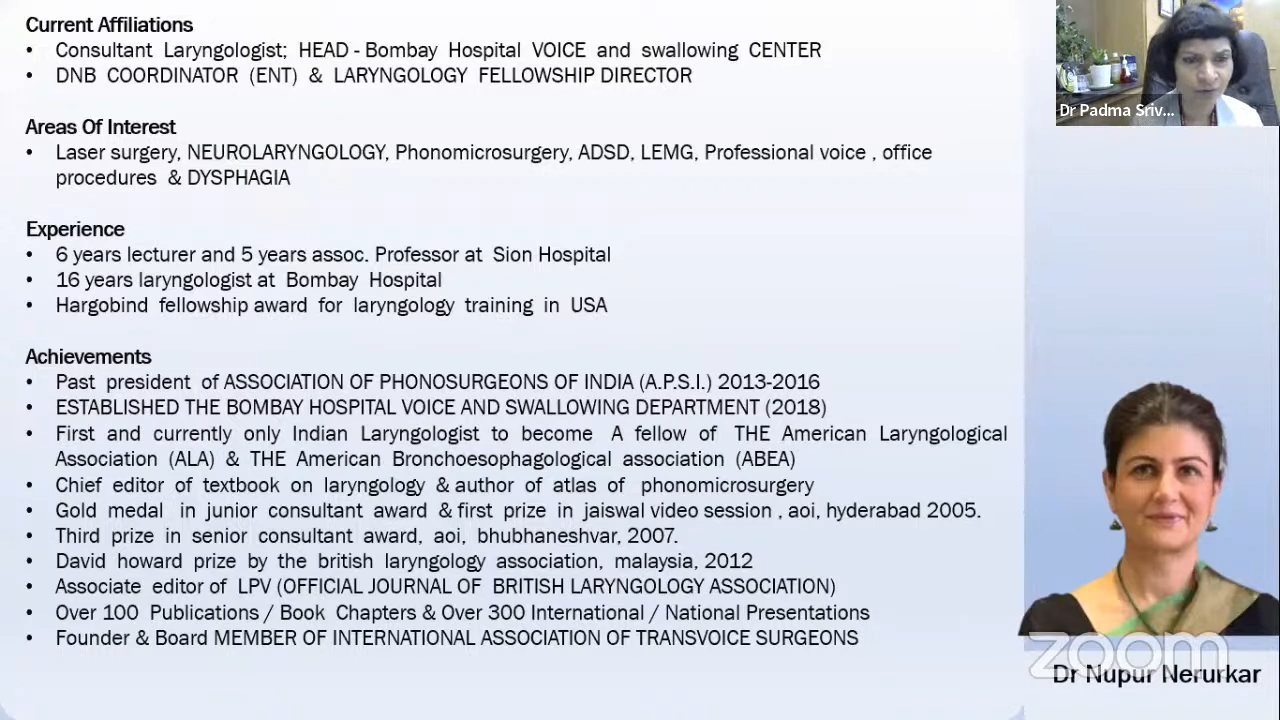 Current Affiliations
• Consultant Laryngologist; HEAD - Bombay Hospital VOICE and swallowing CENTER
• DNB COORDINATOR (ENT) & LARYNGOLOGY FELLOWSHIP DIRECTOR
Areas Of Interest
• Laser surgery, NEUROLARYNGOLOGY, Phonomicrosurgery, ADSD, LEMG, Professional voice , office
procedures & DYSPHAGIA
Experience
• 6 years lecturer and 5 years assoc. Professor at Sion Hospital
• 16 years laryngologist at Bombay Hospital
• Hargobind fellowship award for laryngology training in USA
Achievements
• Past president of ASSOCIATION OF PHONOSURGEONS OF INDIA (A.P.S.I.) 2013-2016
• ESTABLISHED THE BOMBAY HOSPITAL VOICE AND SWALLOWING DEPARTMENT (2018)
• First and currently only Indian Laryngologist to become A fellow of THE American Laryngological
Association (ALA) & THE American Bronchoesophagological association (ABEA)
• Chief editor of textbook on laryngology & author of atlas of phonomicrosurgery
• Gold medal in junior consultant award & first prize in jaiswal video session , aoi, hyderabad 2005.
• Third prize in senior consultant award, aoi, bhubhaneshvar, 2007.
• David howard prize by the british laryngology association, malaysia, 2012
• Associate editor of LPV (OFFICIAL JOURNAL OF BRITISH LARYNGOLOGY ASSOCIATION)
• Over 100 Publications / Book Chapters & Over 300 International / National Presentations
• Founder & Board MEMBER OF INTERNATIONAL ASSOCIATION OF TRANSVOICE SURGEONS
Dr Padma Sriv...
zoom
Dr Nupur Nerurkar